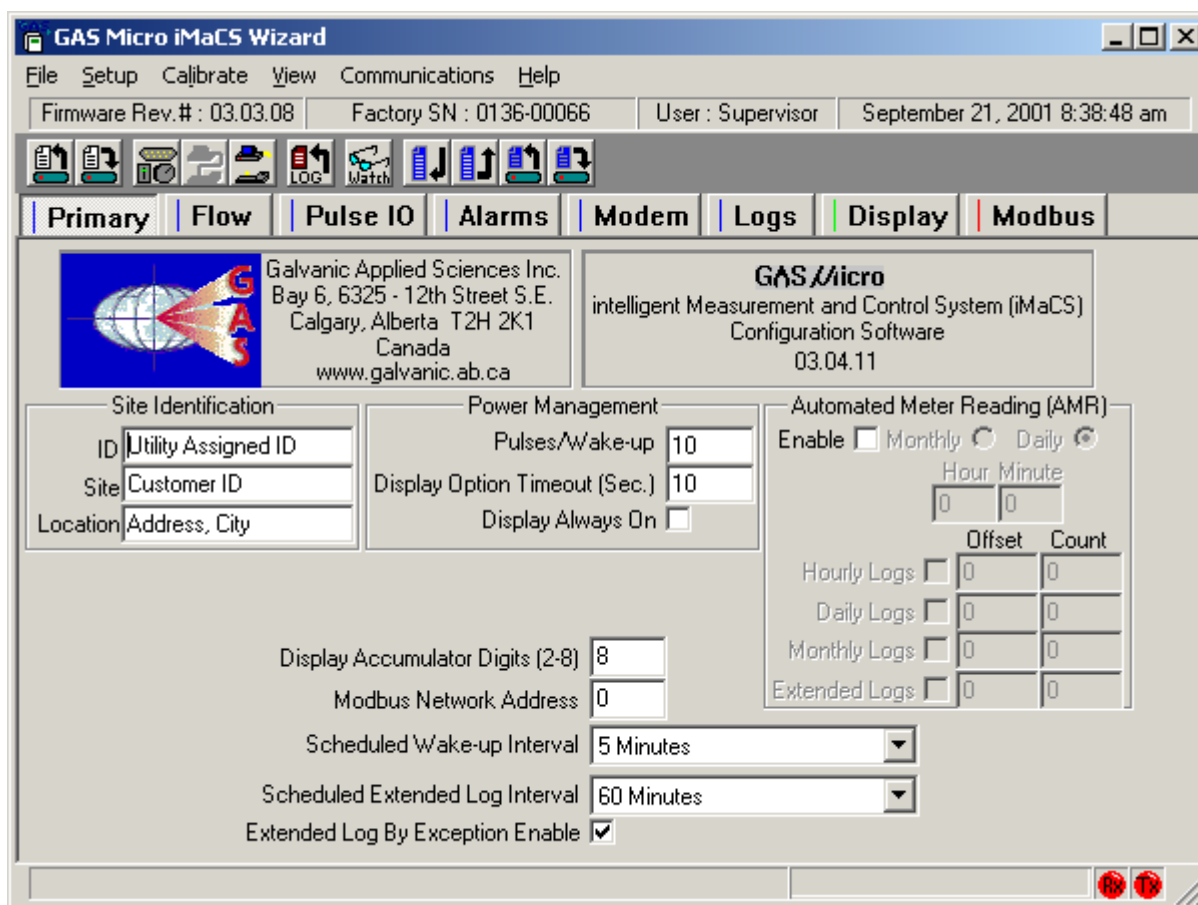 GAS Micro iMaCS Wizard
File Setup Calibrate View Communications Help
Firmware Rev.# : 03.03.08 Factory SN : 0136-00066 User : Supervisor September 21, 2001 8:38:48 am
LOG Watch
Primary Flow Pulse IO Alarms Modem Logs Display Modbus
GAS
Galvanic Applied Sciences Inc.
Bay 6, 6325 - 12th Street S.E.
Calgary, Alberta T2H 2K1
Canada
www.galvanic.ab.ca
GAS Micro
intelligent Measurement and Control System (iMaCS)
Configuration Software
03.04.11
Site Identification
ID Utility Assigned ID
Site Customer ID
Location Address, City
Power Management
Pulses/Wake-up 10
Display Option Timeout (Sec.) 10
Display Always On
Automated Meter Reading (AMR)
Enable Monthly Daily
Hour Minute
0 0
Offset Count
Hourly Logs 0 0
Daily Logs 0 0
Monthly Logs 0 0
Extended Logs 0 0
Display Accumulator Digits (2-8) 8
Modbus Network Address 0
Scheduled Wake-up Interval 5 Minutes
Scheduled Extended Log Interval 60 Minutes
Extended Log By Exception Enable
Rx Tx